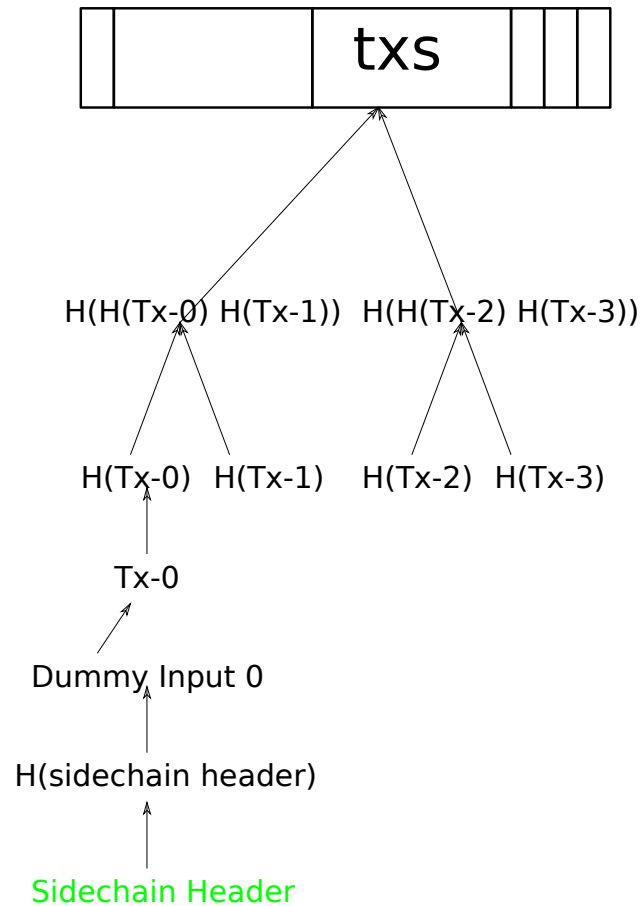 txs
H(H(Tx-0) H(Tx-1)) H(H(Tx-2) H(Tx-3))
H(Tx-0) H(Tx-1) H(Tx-2) H(Tx-3)
Tx-0
Dummy Input 0
H(sidechain header)
Sidechain Header